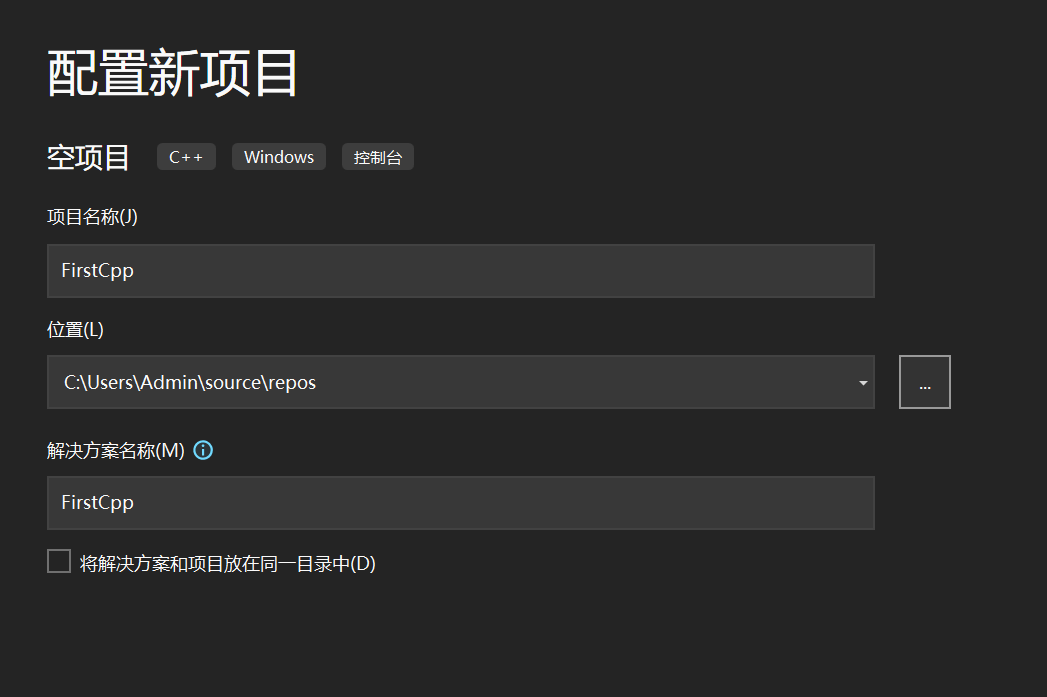 配置新项目
空项目 C++ Windows 控制台
项目名称(J)
FirstCpp
位置(L)
C:\Users\Admin\source\repos
...
解决方案名称(M)
FirstCpp
将解决方案和项目放在同一目录中(D)